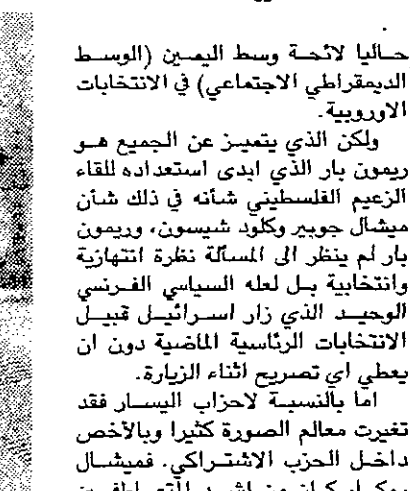 حاليا لائحة وسط اليمين (الوسط
الديمقراطي الاجتماعي) في الانتخابات
الاوروبية.
ولكن الذي يتميز عن الجميع هو
ريمون بار الذي ابدى استعداده للقاء
الزعيم الفلسطيني شأنه في ذلك شأن
ميشال جوبير وكلود شيسون، وريمون
بار لم ينظر الى المسألة نظرة انتهازية
وانتخابية بل لعله السياسي الفرنسي
الوحيد الذي زار اسرائيل قبيل
الانتخابات الرئاسية الماضية دون ان
يعطي اي تصريح اثناء الزيارة.
اما بالنسبة لاحزاب اليسار فقد
تغيرت معالم الصورة كثيرا وبالأخص
داخل الحزب الاشتراكي. فميشال